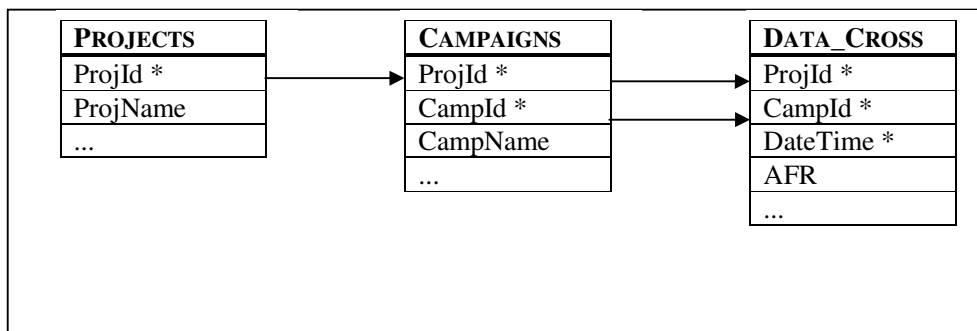 PROJECTS
ProjId *
ProjName
...
CAMPAIGNS
ProjId *
CampId *
CampName
...
DATA_CROSS
ProjId *
CampId *
DateTime *
AFR
...